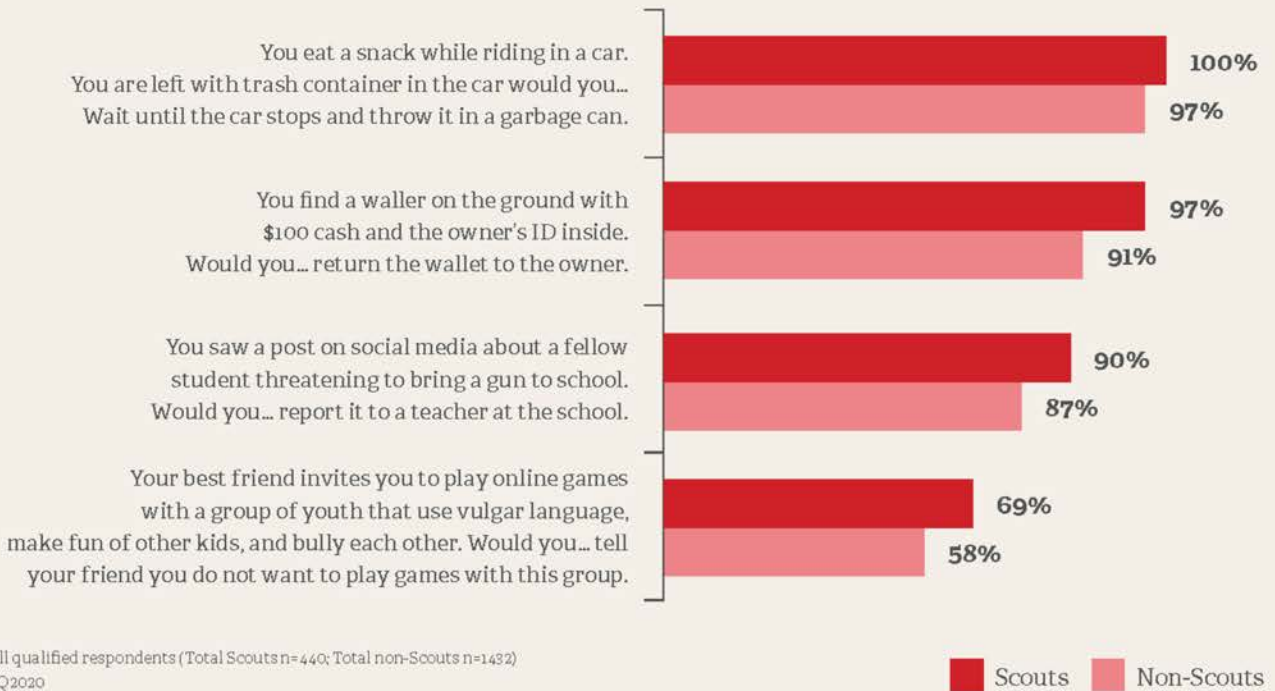 You eat a snack while riding in a car.
You are left with trash container in the car would you...
Wait until the car stops and throw it in a garbage can.
100%
97%
You find a waller on the ground with
$100 cash and the owner's ID inside.
Would you... return the wallet to the owner.
97%
91%
You saw a post on social media about a fellow
student threatening to bring a gun to school.
Would you... report it to a teacher at the school.
90%
87%
Your best friend invites you to play online games
with a group of youth that use vulgar language,
make fun of other kids, and bully each other. Would you... tell
your friend you do not want to play games with this group.
69%
58%
ll qualified respondents (Total Scouts n=440; Total non-Scouts n=1432)
Q2020
Scouts
Non-Scouts